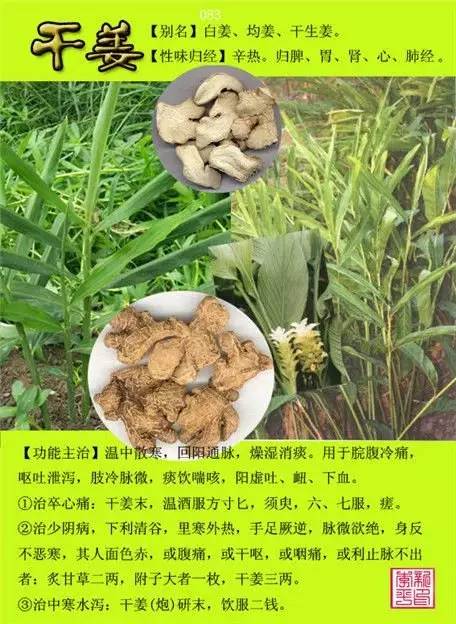 083
干姜
【别名】白姜、均姜、干生姜。
【性味归经】辛热。归脾、胃、肾、心、肺经。
【功能主治】温中散寒，回阳通脉，燥湿消痰。用于脘腹冷痛，
呕吐泄泻，肢冷脉微，痰饮喘咳，阳虚吐、衄、下血。
①治卒心痛：干姜末，温酒服方寸匕，须臾，六、七服，瘥。
②治少阴病，下利清谷，里寒外热，手足厥逆，脉微欲绝，身反
不恶寒，其人面色赤，或腹痛，或干呕，或咽痛，或利止脉不出
者：炙甘草二两，附子大者一枚，干姜三两。
③治中寒水泻：干姜(炮)研末，饮服二钱。